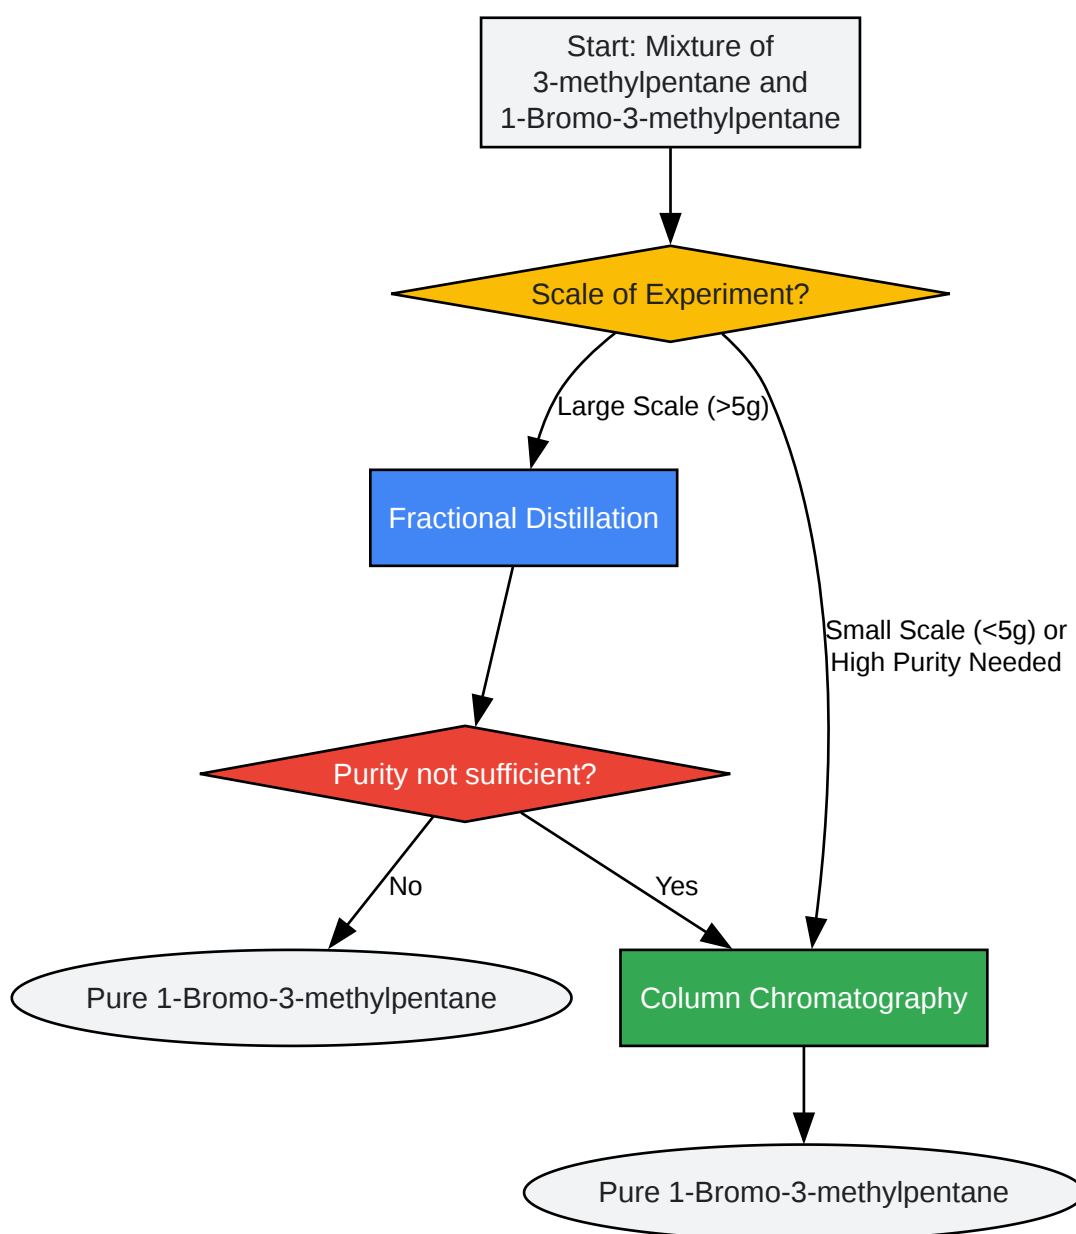 Start: Mixture of
3-methylpentane and
1-Bromo-3-methylpentane
Scale of Experiment?
Large Scale (>5g)
Fractional Distillation
Small Scale (<5g) or
High Purity Needed
Purity not sufficient?
No
Yes
Pure 1-Bromo-3-methylpentane
Column Chromatography
Pure 1-Bromo-3-methylpentane